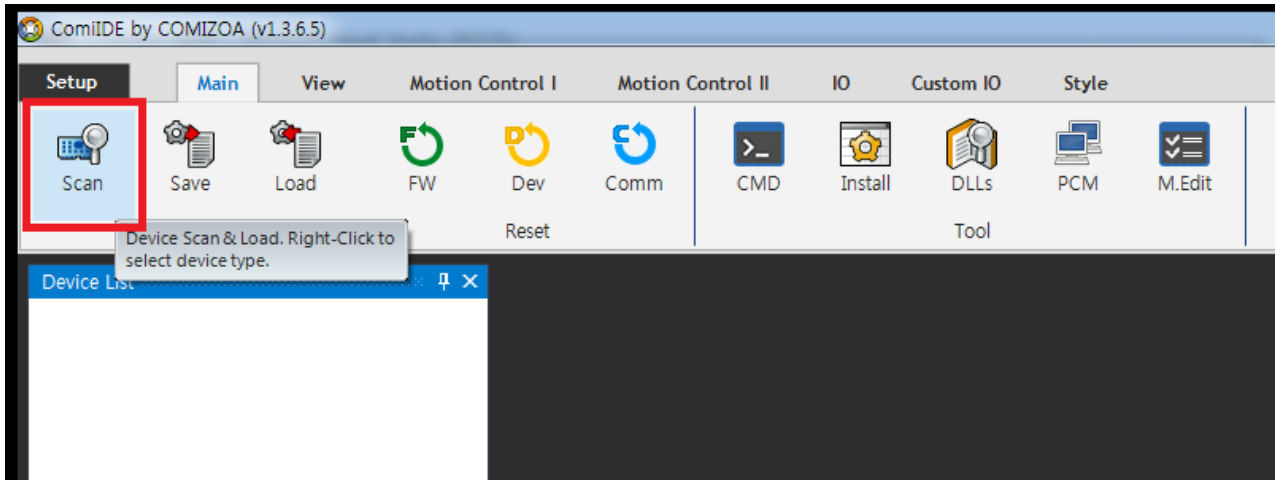 ComiIDE by COMIZOA (v1.3.6.5)
Setup Main View Motion Control I Motion Control II IO Custom IO Style
Scan Save Load FW Dev Comm CMD Install DLLs PCM M.Edit
Reset Tool
Device Scan & Load. Right-Click to
select device type.
Device List